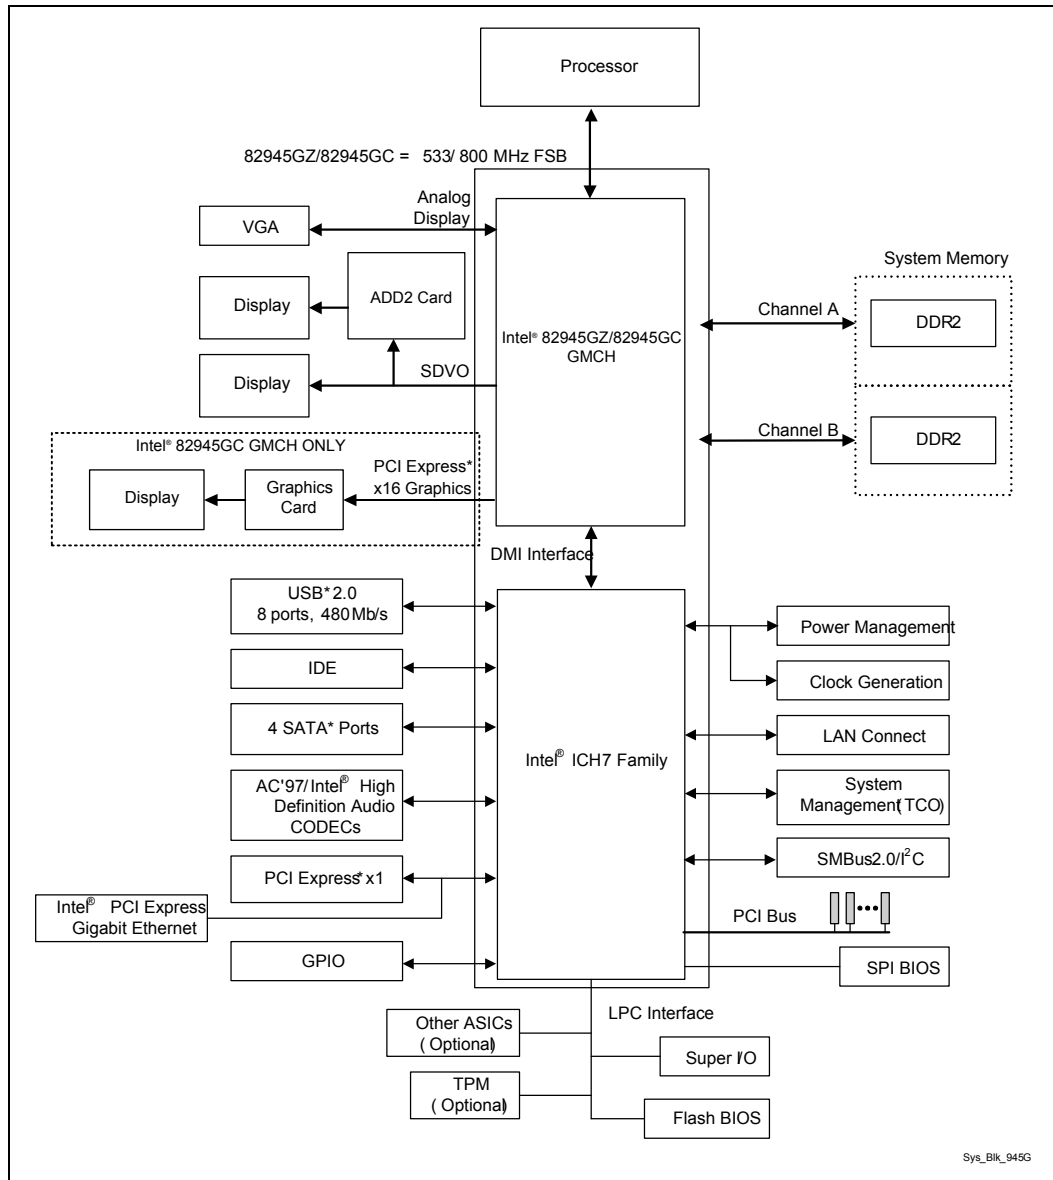 Processor
82945GZ/82945GC = 533/ 800 MHz FSB
Analog
Display
VGA
ADD2 Card
Display
SDVO
Display
Intel® 82945GZ/82945GC
GMCH
System Memory
Channel A
DDR2
Channel B
DDR2
Intel® 82945GC GMCH ONLY
PCI Express*
x16 Graphics
Graphics
Card
Display
DMI Interface
USB* 2.0
8 ports, 480Mb/s
IDE
4 SATA* Ports
AC'97/Intel® High
Definition Audio
CODECs
PCI Express* x1
Intel® PCI Express
Gigabit Ethernet
GPIO
Intel® ICH7 Family
Power Management
Clock Generation
LAN Connect
System
Management(TCO)
SMBus2.0/I²C
PCI Bus
SPI BIOS
LPC Interface
Other ASICs
( Optional)
Super I/O
TPM
( Optional)
Flash BIOS
Sys_Blk_945G